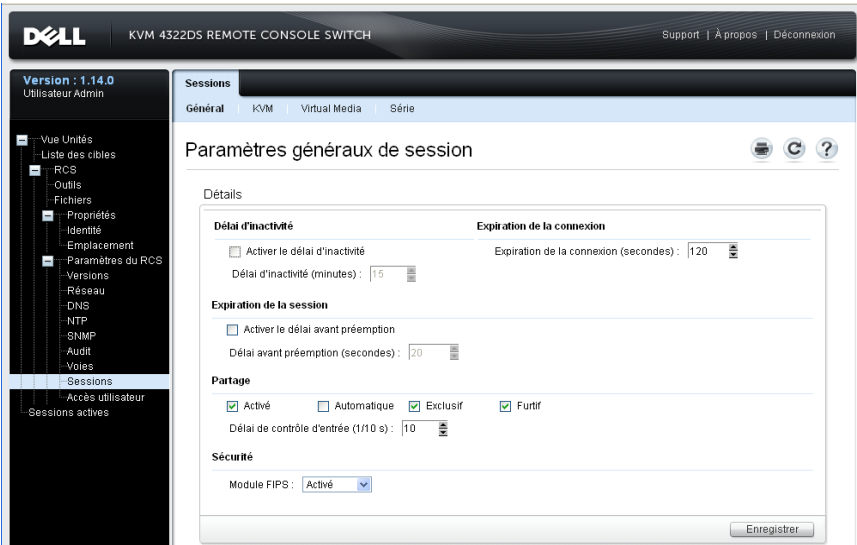 DELL KVM 4322DS REMOTE CONSOLE SWITCH Support | À propos | Déconnexion
Version : 1.14.0
Utilisateur Admin
Vue Unités
Liste des cibles
RCS
Outils
Fichiers
Propriétés
Identité
Emplacement
Paramètres du RCS
Versions
Réseau
DNS
NTP
SNMP
Audit
Voies
Sessions
Accès utilisateur
Sessions actives
Sessions
Général KVM Virtual Media Série
Paramètres généraux de session
Détails
Délai d'inactivité Expiration de la connexion
Activer le délai d'inactivité Expiration de la connexion (secondes) : 120
Délai d'inactivité (minutes) : 15
Expiration de la session
Activer le délai avant préemption
Délai avant préemption (secondes) : 20
Partage
Activé Automatique Exclusif Furtif
Délai de contrôle d'entrée (1/10 s) : 10
Sécurité
Module FIPS : Activé
Enregistrer